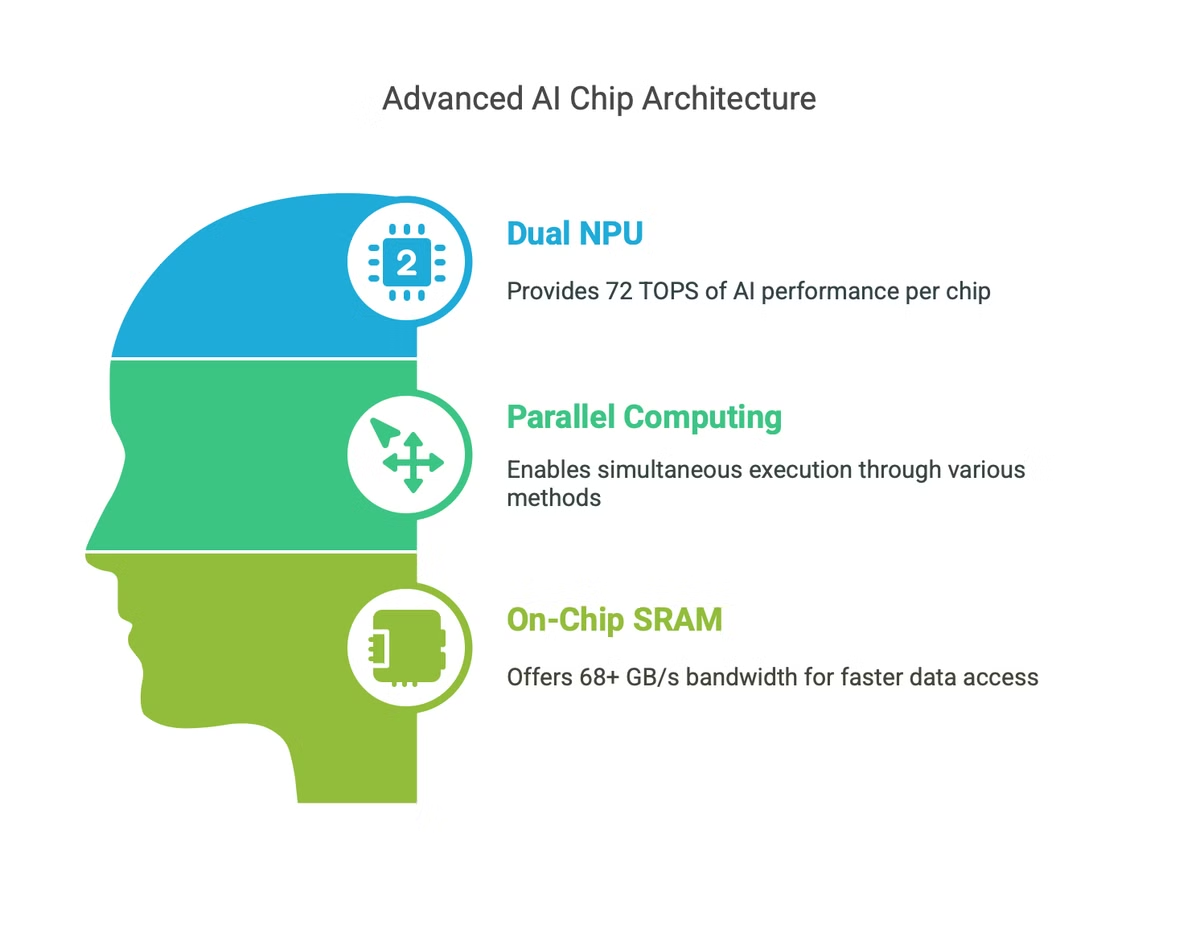 Advanced AI Chip Architecture
2
Dual NPU
Provides 72 TOPS of AI performance per chip
Parallel Computing
Enables simultaneous execution through various
methods
On-Chip SRAM
Offers 68+ GB/s bandwidth for faster data access